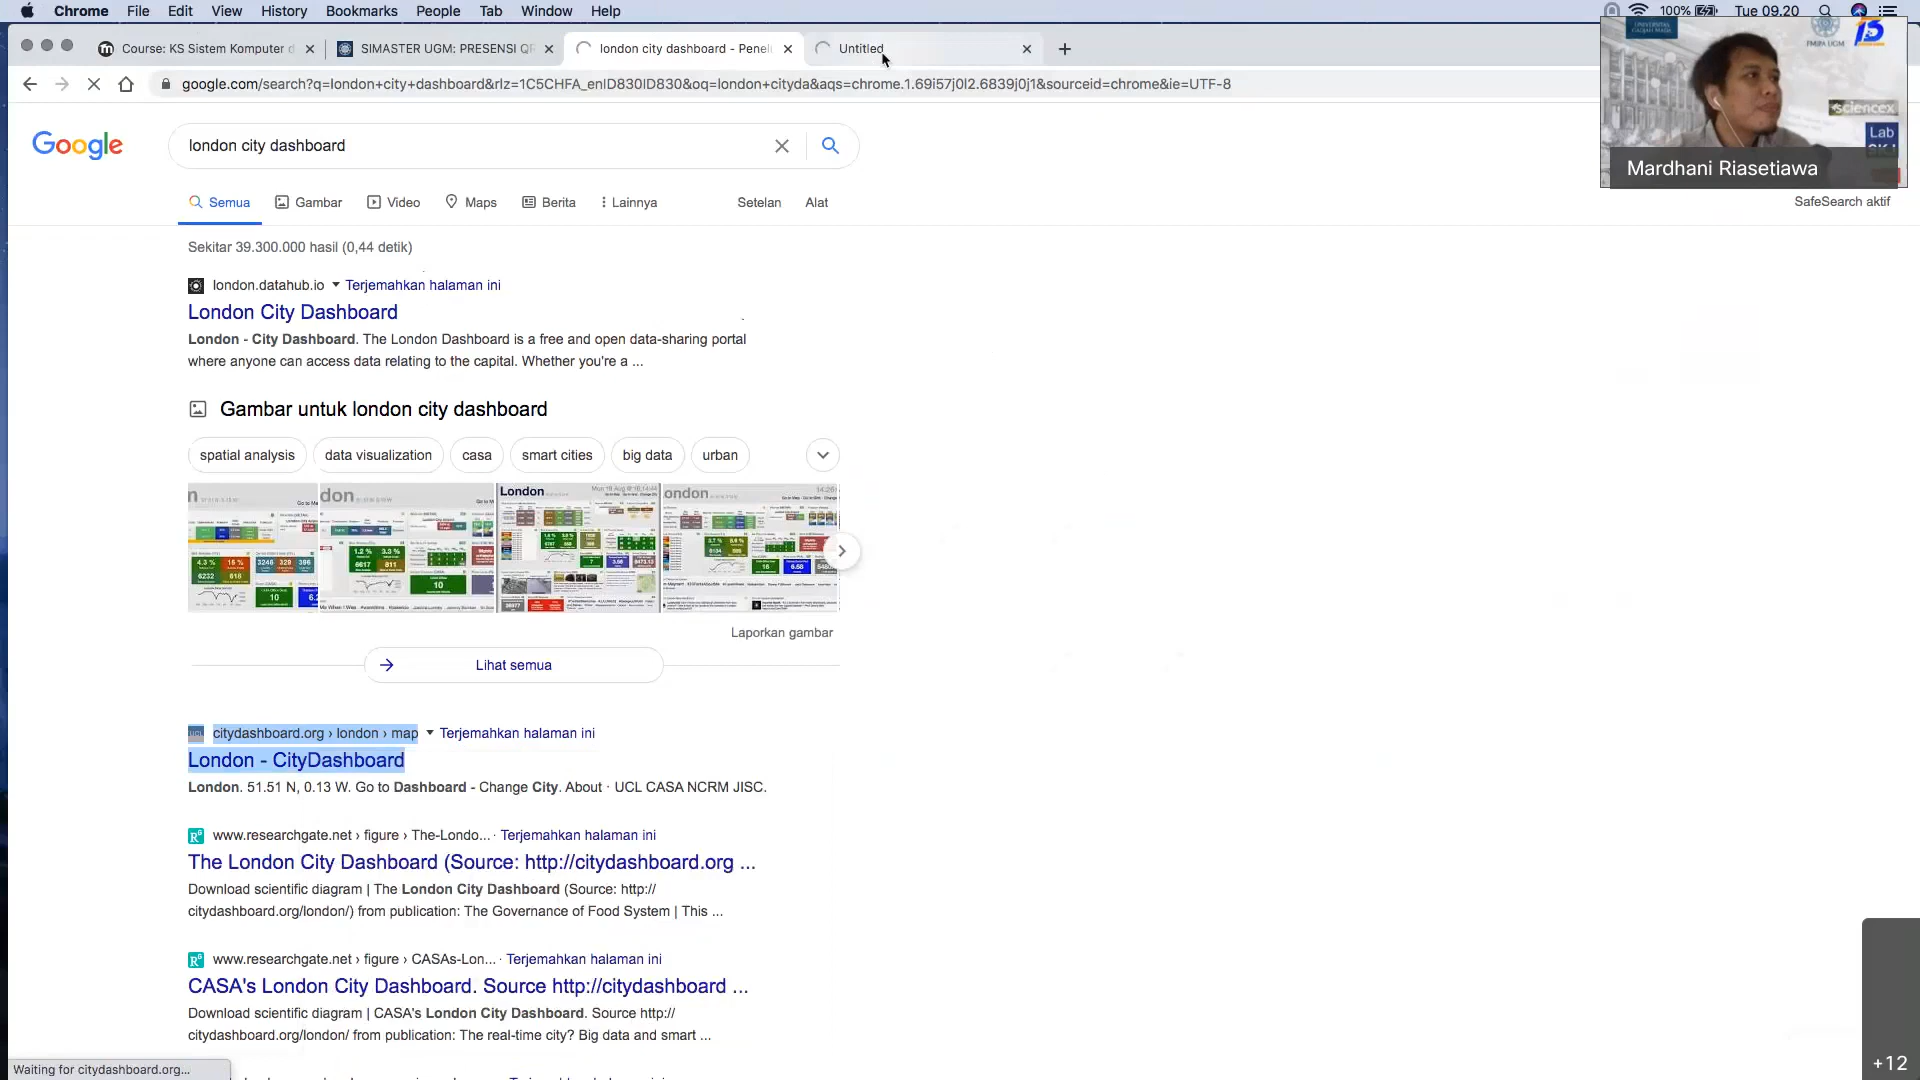 Chrome File Edit View History Bookmarks People Tab Window Help
100% Tue 09.20
Course: KS Sistem Komputer d
SIMASTER UGM: PRESENSI QR
london city dashboard - Penel
Untitled
google.com/search?q=london+city+dashboard&rlz=1C5CHFA_enID830ID830&oq=london+cityda&aqs=chrome.1.69i57j0l2.6839j0j1&sourceid=chrome&ie=UTF-8
UNIVERSITAS
GADJAH MADA
FMIPA UGM
sciencex
Lab
Mardhani Riasetiawa
Google
london city dashboard
Semua Gambar Video Maps Berita Lainnya Setelan Alat
SafeSearch aktif
Sekitar 39.300.000 hasil (0,44 detik)
london.datahub.io Terjemahkan halaman ini
London City Dashboard
London - City Dashboard. The London Dashboard is a free and open data-sharing portal
where anyone can access data relating to the capital. Whether you're a ...
Gambar untuk london city dashboard
spatial analysis data visualization casa smart cities big data urban
n don London ondon
Laporkan gambar
Lihat semua
citydashboard.org › london › map Terjemahkan halaman ini
London - CityDashboard
London. 51.51 N, 0.13 W. Go to Dashboard - Change City. About · UCL CASA NCRM JISC.
www.researchgate.net › figure › The-Londo... · Terjemahkan halaman ini
The London City Dashboard (Source: http://citydashboard.org ...
Download scientific diagram | The London City Dashboard (Source: http://
citydashboard.org/london/) from publication: The Governance of Food System | This ...
www.researchgate.net › figure › CASAs-Lon... · Terjemahkan halaman ini
CASA's London City Dashboard. Source http://citydashboard ...
Download scientific diagram | CASA's London City Dashboard. Source http://
citydashboard.org/london/ from publication: The real-time city? Big data and smart ...
Waiting for citydashboard.org...
+12